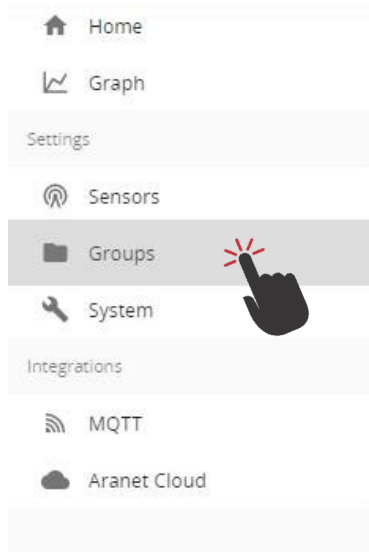 Home
Graph
Settings
Sensors
Groups
System
Integrations
MQTT
Aranet Cloud